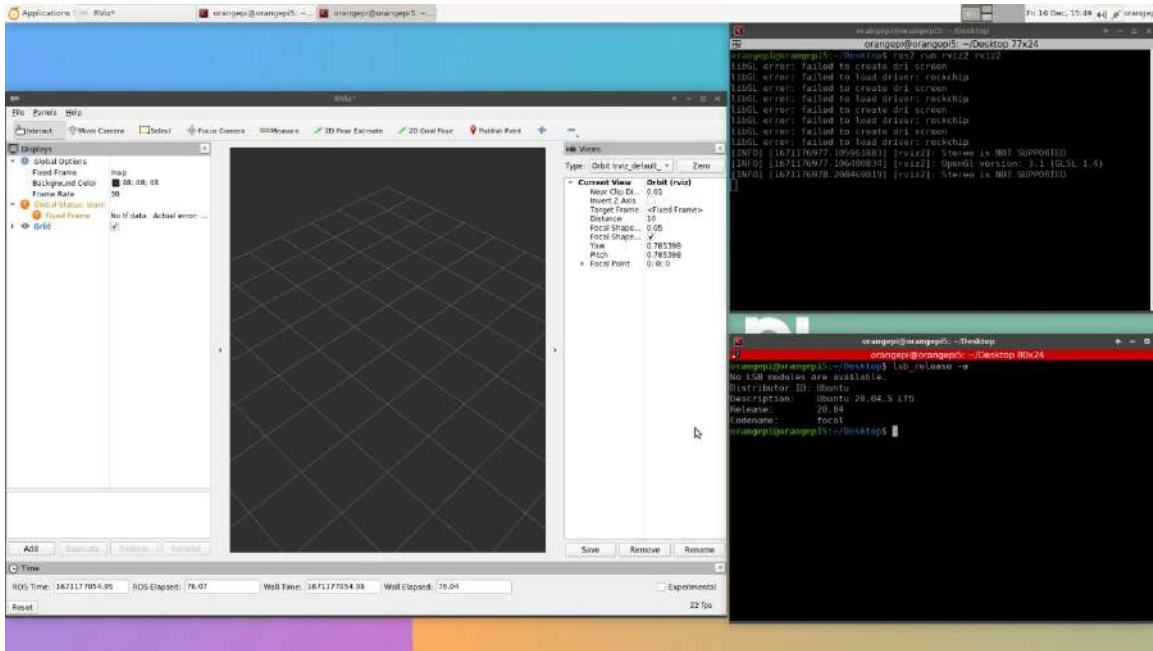 Applications
RViz*
orangepi@orangepi5: ~...
orangepi@orangepi5: ~...
Fri 16 Dec, 15:49
orangepi
RViz*
File Panels Help
Interact
Move Camera
Select
Focus Camera
Measure
2D Pose Estimate
2D Goal Pose
Publish Point
Displays
Global Options
Fixed Frame map
Background Color 48; 48; 48
Frame Rate 30
Global Status: Warn
Fixed Frame No tf data. Actual error: ...
Grid
Add Duplicate Remove Rename
Views
Type: Orbit (rviz_default_ Zero
Current View Orbit (rviz)
Near Clip Di... 0.01
Invert Z Axis
Target Frame <Fixed Frame>
Distance 10
Focal Shape... 0.05
Focal Shape...
Yaw 0.785398
Pitch 0.785398
Focal Point 0; 0; 0
Save Remove Rename
Time
ROS Time: 1671177054.95 ROS Elapsed: 76.07 Wall Time: 1671177054.98 Wall Elapsed: 76.04 Experimental
Reset 22 fps
orangepi@orangepi5: ~/Desktop
orangepi@orangepi5: ~/Desktop 77x24
orangepi@orangepi5:~/Desktop$ ros2 run rviz2 rviz2
libGL error: failed to create dri screen
libGL error: failed to load driver: rockchip
libGL error: failed to create dri screen
libGL error: failed to load driver: rockchip
libGL error: failed to create dri screen
libGL error: failed to load driver: rockchip
libGL error: failed to create dri screen
libGL error: failed to load driver: rockchip
[INFO] [1671176977.105961883] [rviz2]: Stereo is NOT SUPPORTED
[INFO] [1671176977.106400834] [rviz2]: OpenGl version: 3.1 (GLSL 1.4)
[INFO] [1671176978.208460819] [rviz2]: Stereo is NOT SUPPORTED
orangepi@orangepi5: ~/Desktop
orangepi@orangepi5: ~/Desktop 80x24
orangepi@orangepi5:~/Desktop$ lsb_release -a
No LSB modules are available.
Distributor ID: Ubuntu
Description: Ubuntu 20.04.5 LTS
Release: 20.04
Codename: focal
orangepi@orangepi5:~/Desktop$